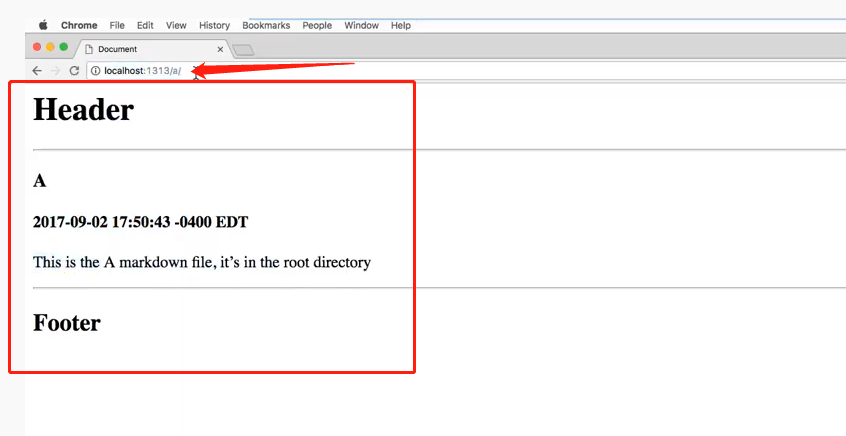 Chrome File Edit View History Bookmarks People Window Help
Document
localhost:1313/a/
Header
A
2017-09-02 17:50:43 -0400 EDT
This is the A markdown file, it's in the root directory
Footer